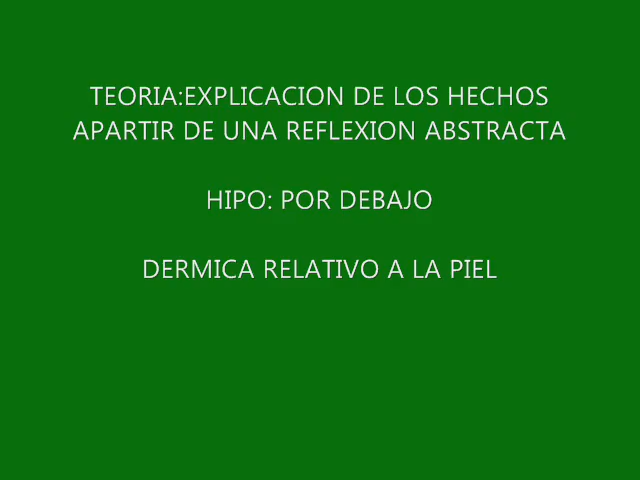 TEORIA:EXPLICACION DE LOS HECHOS
APARTIR DE UNA REFLEXION ABSTRACTA
HIPO: POR DEBAJO
DERMICA RELATIVO A LA PIEL